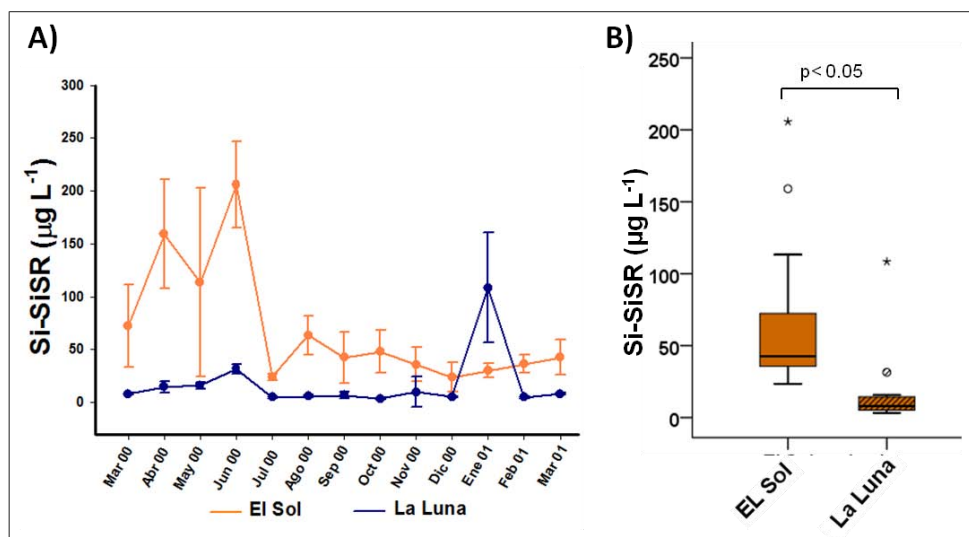 A)
Si-SiSR (µg L⁻¹)
300
250
200
150
100
50
0
Mar 00
Abr 00
May 00
Jun 00
Jul 00
Ago 00
Sep 00
Oct 00
Nov 00
Dic 00
Ene 01
Feb 01
Mar 01
El Sol
La Luna
B)
p< 0.05
Si-SiSR (µg L⁻¹)
250
200
150
100
50
0
EL Sol
La Luna